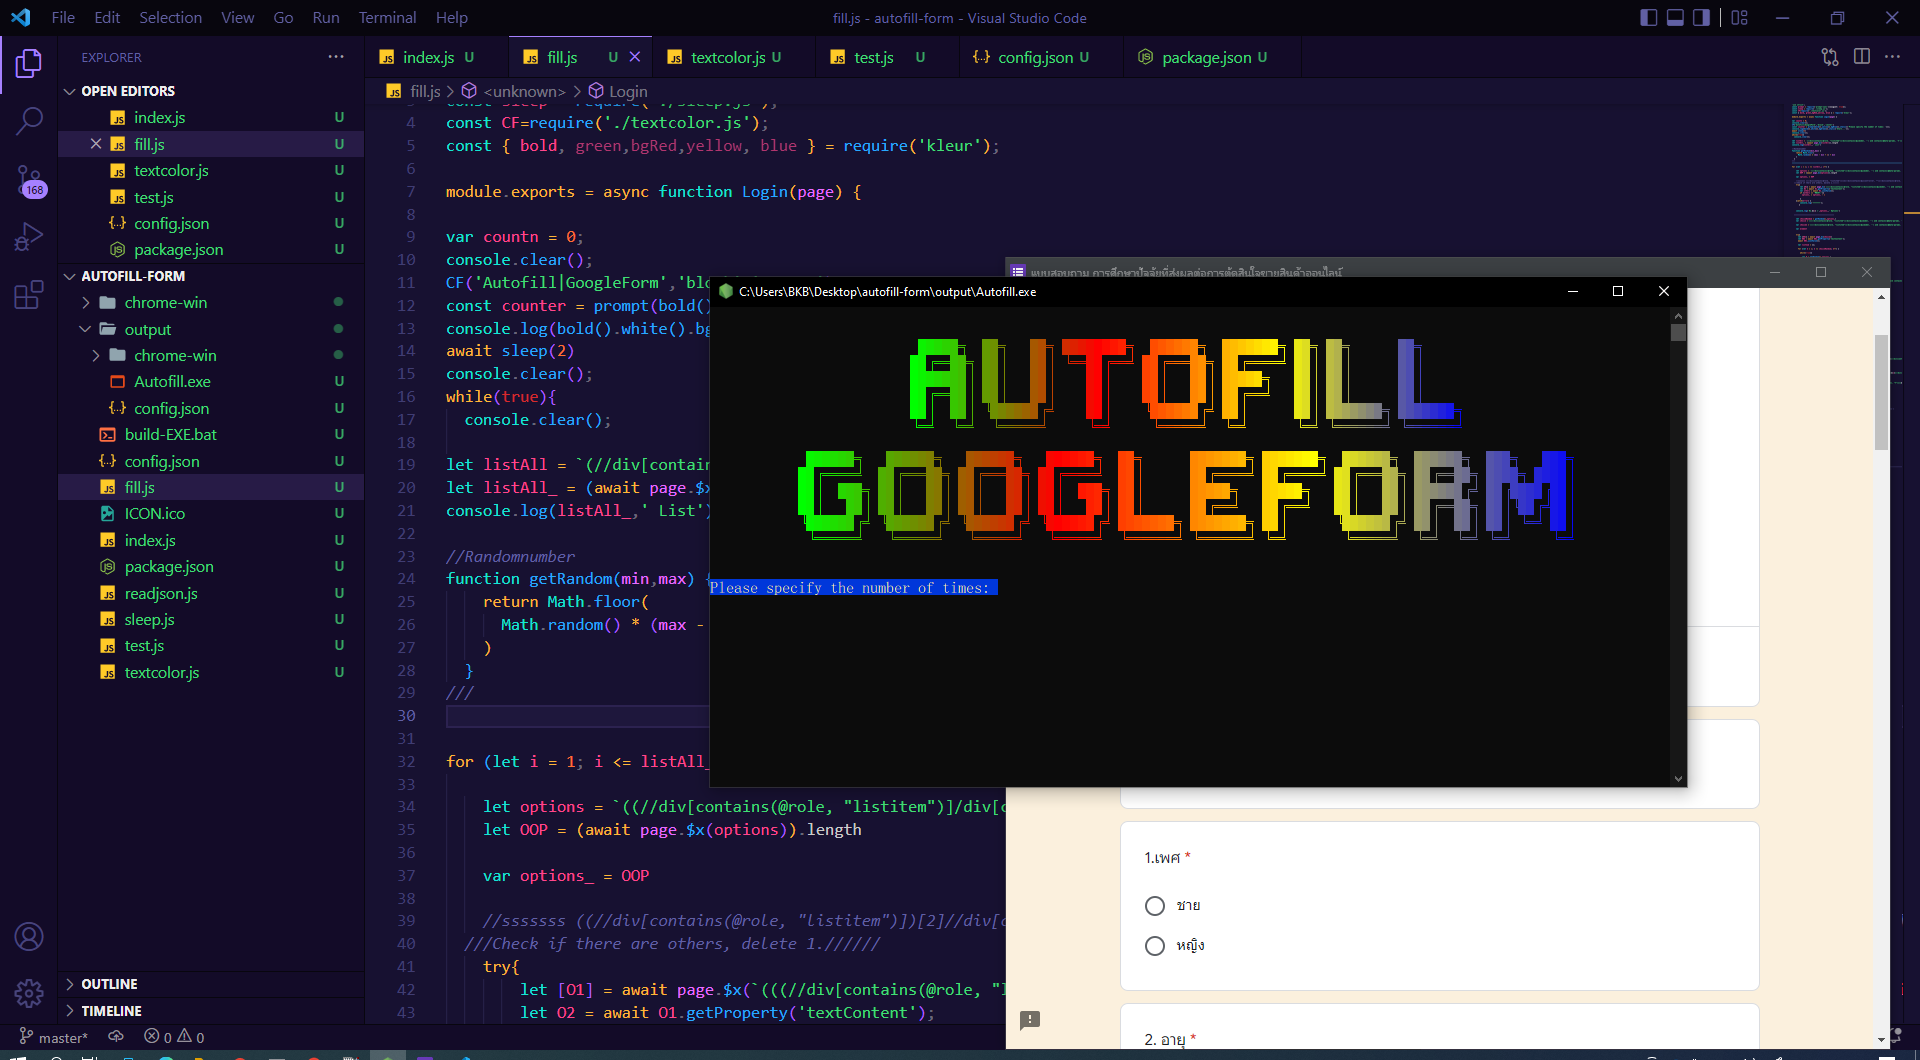 File Edit Selection View Go Run Terminal Help
fill.js - autofill-form - Visual Studio Code
EXPLORER
OPEN EDITORS
index.js U
fill.js U
textcolor.js U
test.js U
config.json U
package.json U
AUTOFILL-FORM
chrome-win
output
chrome-win
Autofill.exe U
config.json U
build-EXE.bat U
config.json U
fill.js U
ICON.ico U
index.js U
package.json U
readjson.js U
sleep.js U
test.js U
textcolor.js U
OUTLINE
TIMELINE
168
master*
0 0
index.js U
fill.js U
textcolor.js U
test.js U
config.json U
package.json U
fill.js > <unknown> > Login
4 const CF=require('./textcolor.js');
5 const { bold, green,bgRed,yellow, blue } = require('kleur');
6
7 module.exports = async function Login(page) {
8
9 var countn = 0;
10 console.clear();
11 CF('Autofill|GoogleForm','blo
12 const counter = prompt(bold()
13 console.log(bold().white().bg
14 await sleep(2)
15 console.clear();
16 while(true){
17 console.clear();
18
19 let listAll = `(//div[contain
20 let listAll_ = (await page.$x
21 console.log(listAll_,' List')
22
23 //Randomnumber
24 function getRandom(min,max) {
25 return Math.floor(
26 Math.random() * (max -
27 )
28 }
29 ///
30
31
32 for (let i = 1; i <= listAll_
33
34 let options = `((//div[contains(@role, "listitem")]/div[c
35 let OOP = (await page.$x(options)).length
36
37 var options_ = OOP
38
39 //sssssss ((//div[contains(@role, "listitem")])[2]//div[c
40 ///Check if there are others, delete 1.//////
41 try{
42 let [O1] = await page.$x(`(((//div[contains(@role, "l
43 let O2 = await O1.getProperty('textContent');
แบบสอบถาม การศึกษาปัจจัยที่ส่งผลต่อการตัดสินใจขายสินค้าออนไลน์
C:\Users\BKB\Desktop\autofill-form\output\Autofill.exe
AUTOFILL
GOOGLEFORM
Please specify the number of times:
1.เพศ *
ชาย
หญิง
2. อายุ *